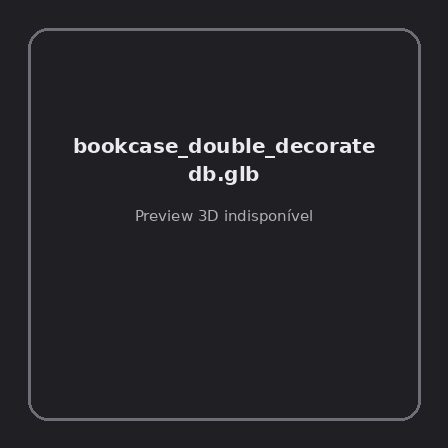 bookcase_double_decorate
db.glb
Preview 3D indisponível